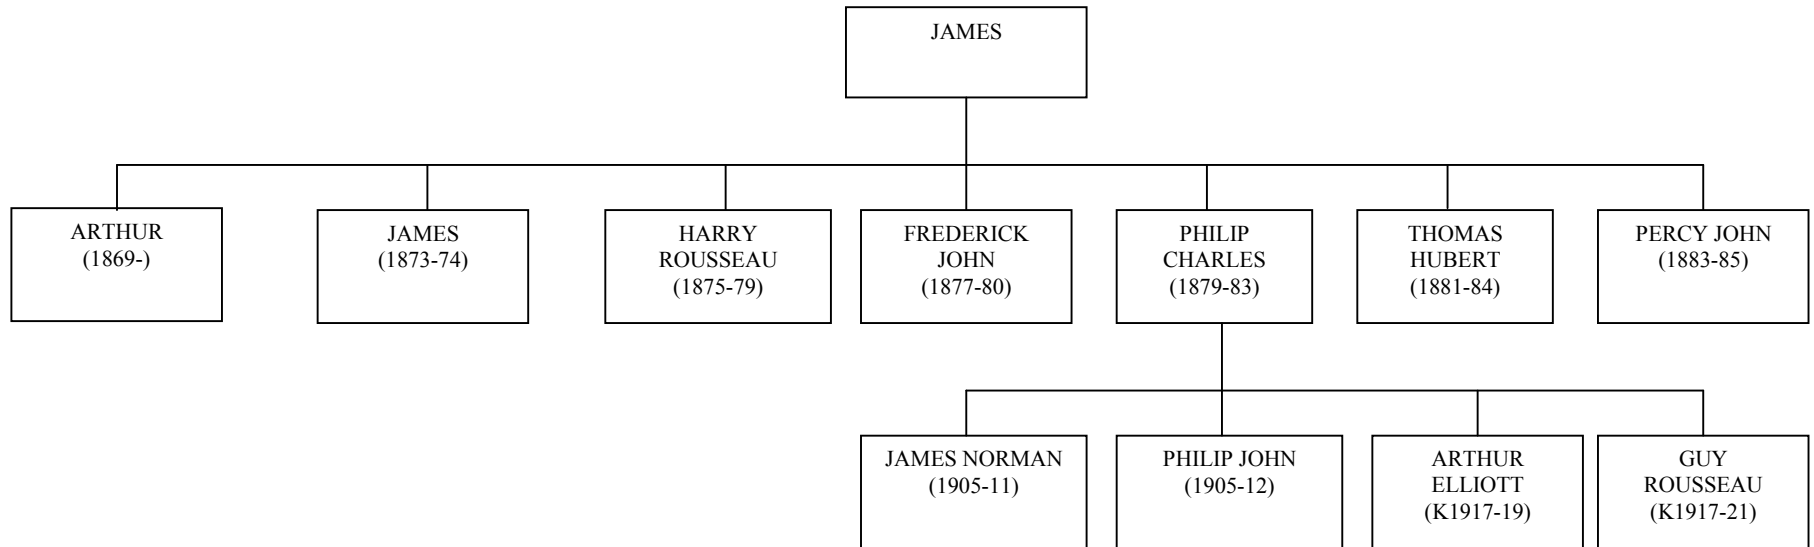 JAMES
ARTHUR
(1869-)
JAMES
(1873-74)
HARRY
ROUSSEAU
(1875-79)
FREDERICK
JOHN
(1877-80)
PHILIP
CHARLES
(1879-83)
THOMAS
HUBERT
(1881-84)
PERCY JOHN
(1883-85)
JAMES NORMAN
(1905-11)
PHILIP JOHN
(1905-12)
ARTHUR
ELLIOTT
(K1917-19)
GUY
ROUSSEAU
(K1917-21)